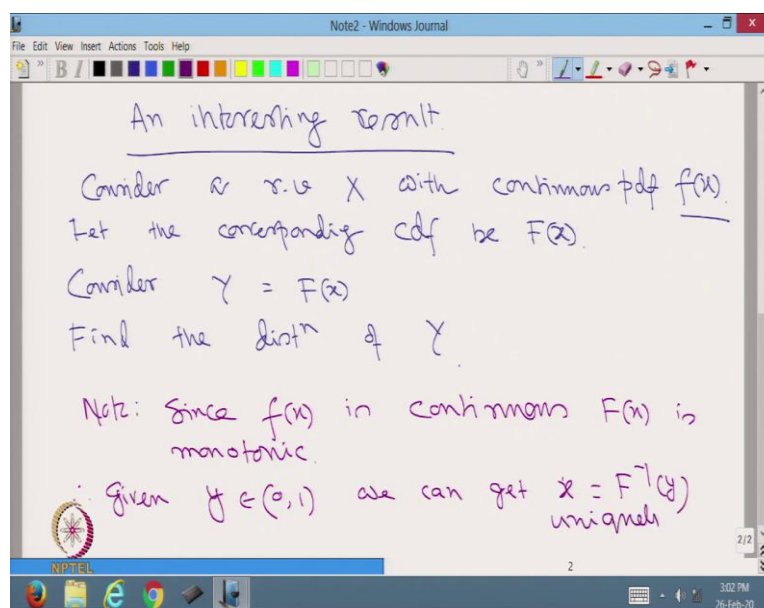 Note2 - Windows Journal
File Edit View Insert Actions Tools Help
B I
An interesting result.
Consider a r.v X with continuous pdf f(x).
Let the corresponding cdf be F(x).
Consider Y = F(x)
Find the distⁿ of Y.
Note: Since f(x) is continuous F(x) is
monotonic.
∴ Given y ∈ (0, 1) we can get x = F⁻¹(y)
uniquely
NPTEL
2
2/2
3:02 PM
26-Feb-20